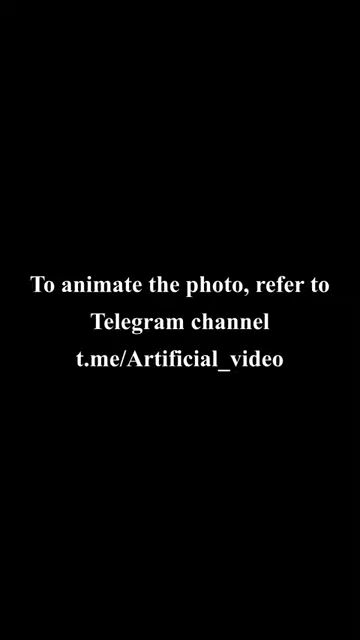 To animate the photo, refer to
Telegram channel
t.me/Artificial_video